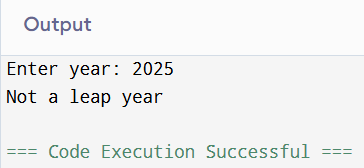 Output
Enter year: 2025
Not a leap year
=== Code Execution Successful ===